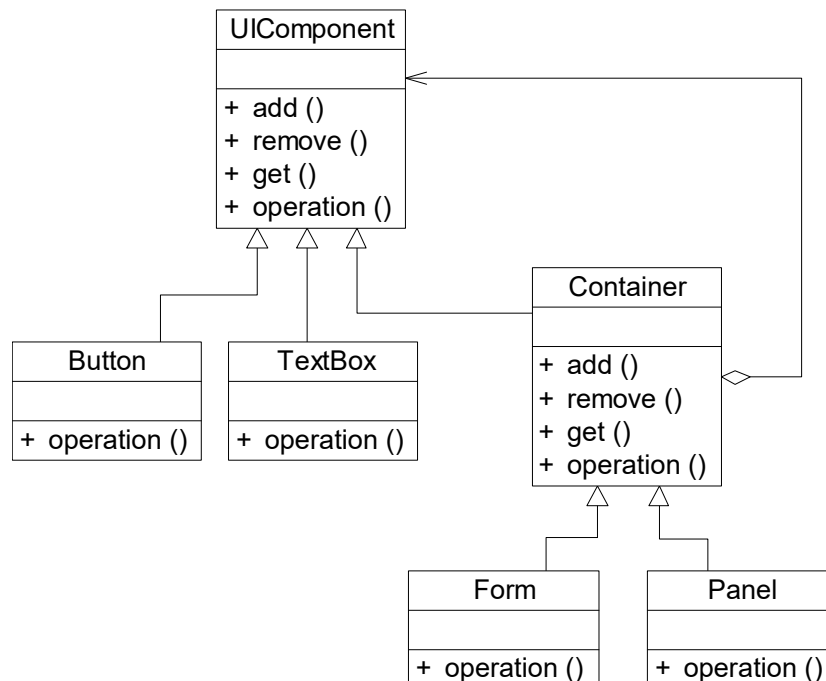 UIComponent
+ add ()
+ remove ()
+ get ()
+ operation ()
Container
+ add ()
+ remove ()
+ get ()
+ operation ()
Button
+ operation ()
TextBox
+ operation ()
Form
+ operation ()
Panel
+ operation ()